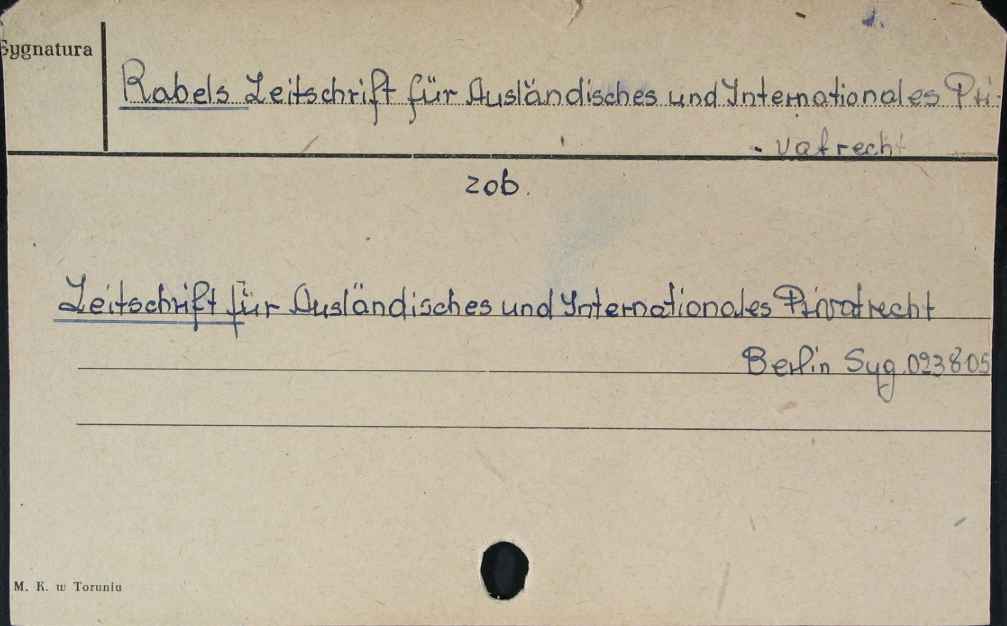 Sygnatura
Rabels Zeitschrift für Ausländisches und Internationales Pri-
vatrecht
zob.
Zeitschrift für Ausländisches und Internationales Privatrecht
Berlin Syg. 023805
M. K. w Toruniu